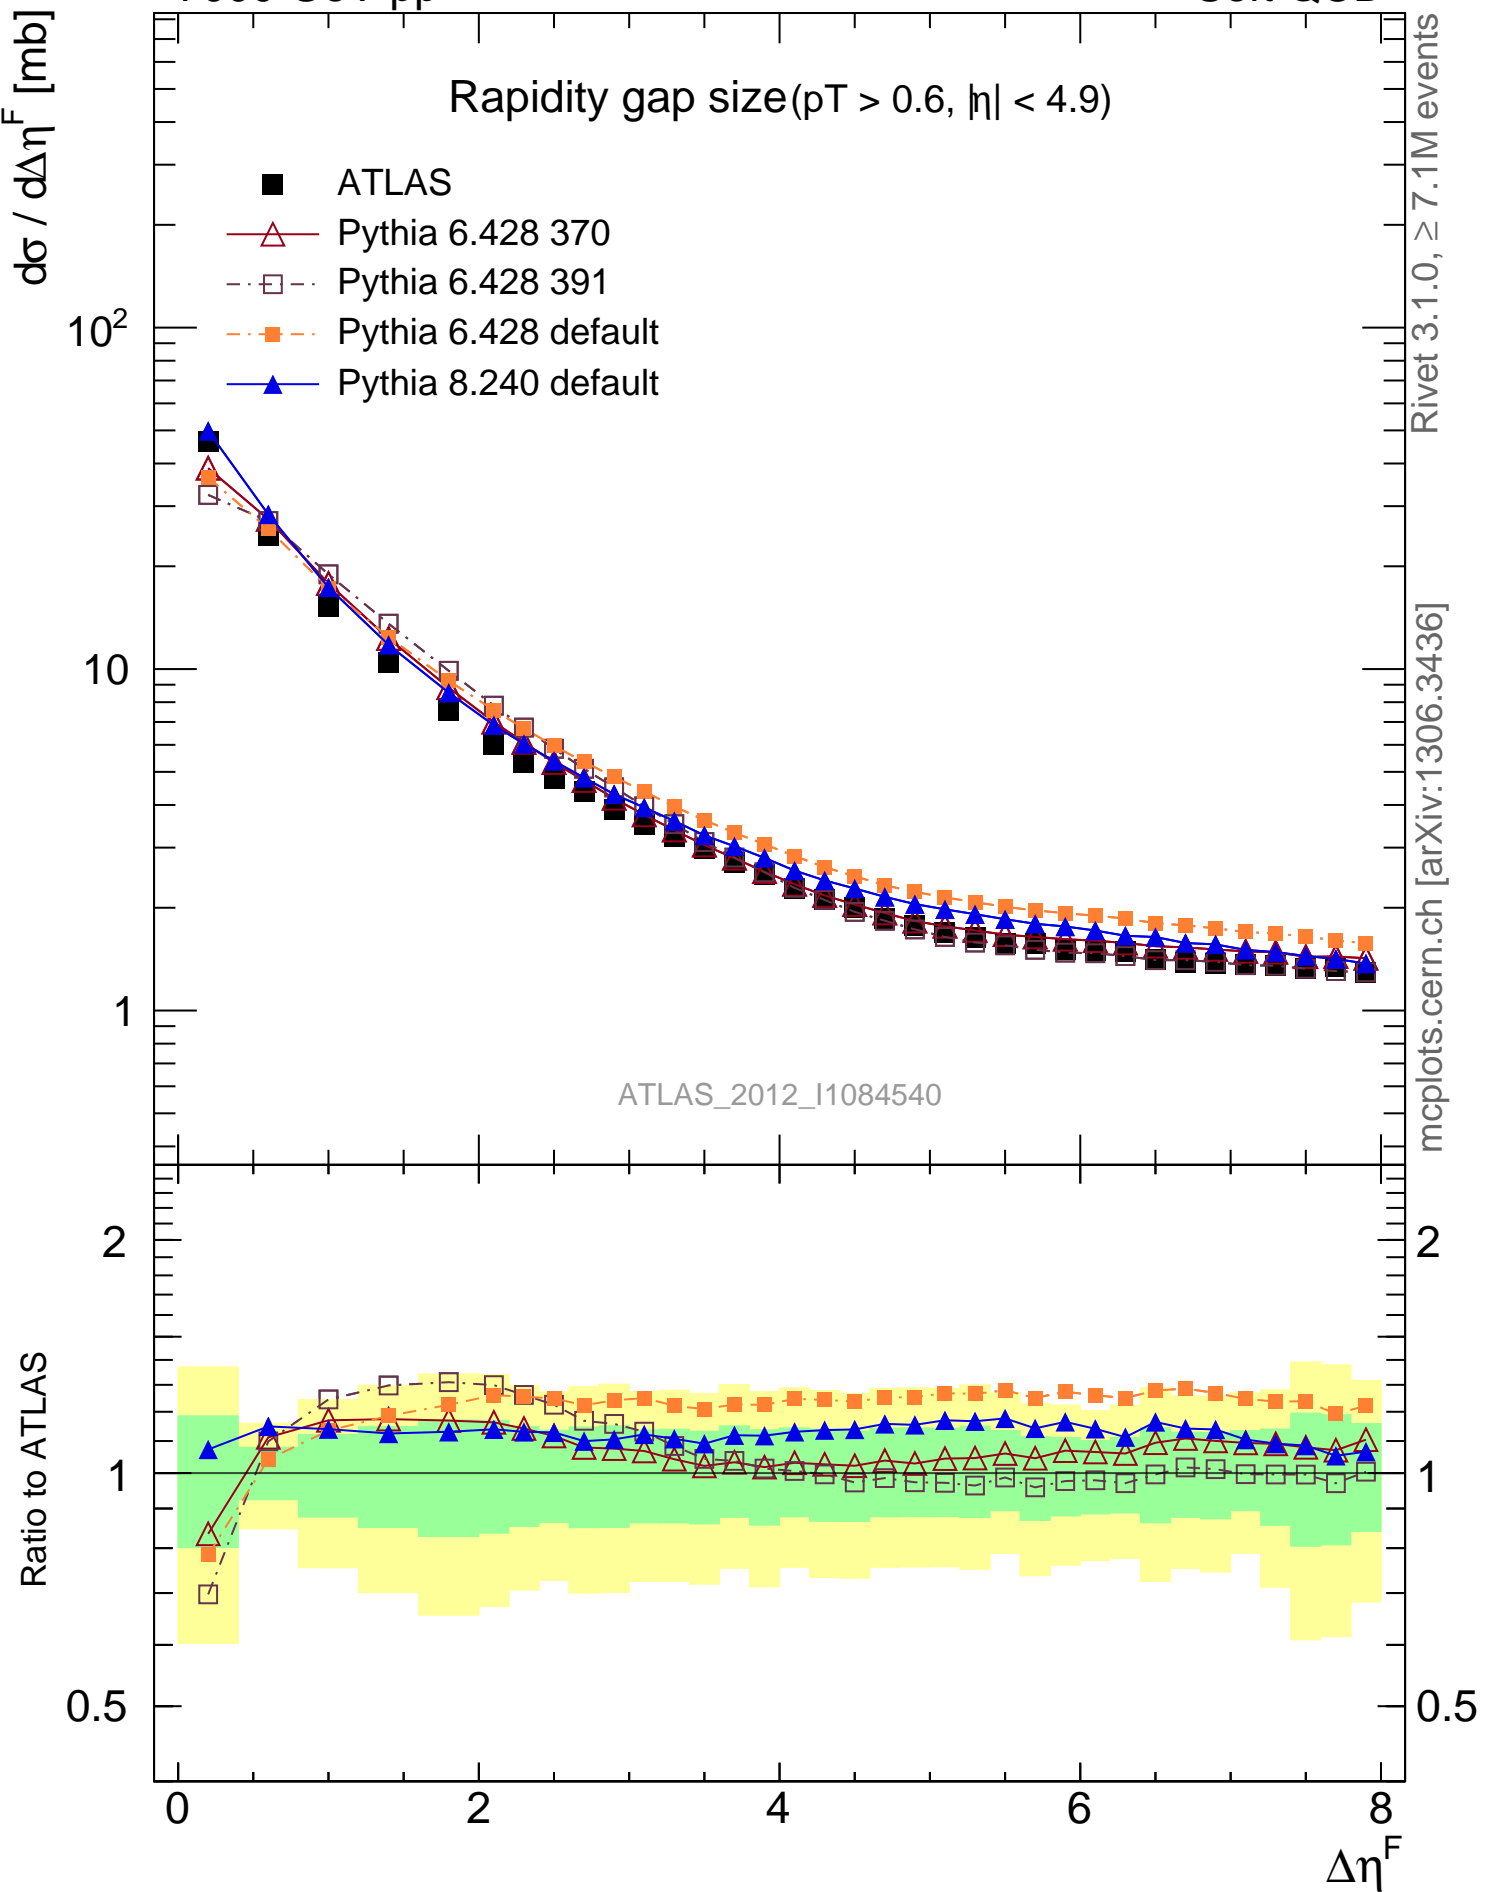 dσ / dΔη^F [mb]
Rapidity gap size (pT > 0.6, |η| < 4.9)
ATLAS
Pythia 6.428 370
Pythia 6.428 391
Pythia 6.428 default
Pythia 8.240 default
10²
10
1
ATLAS_2012_I1084540
Rivet 3.1.0, ≥ 7.1M events
mcplots.cern.ch [arXiv:1306.3436]
Ratio to ATLAS
2
1
0.5
2
1
0.5
0 2 4 6 8
Δη^F